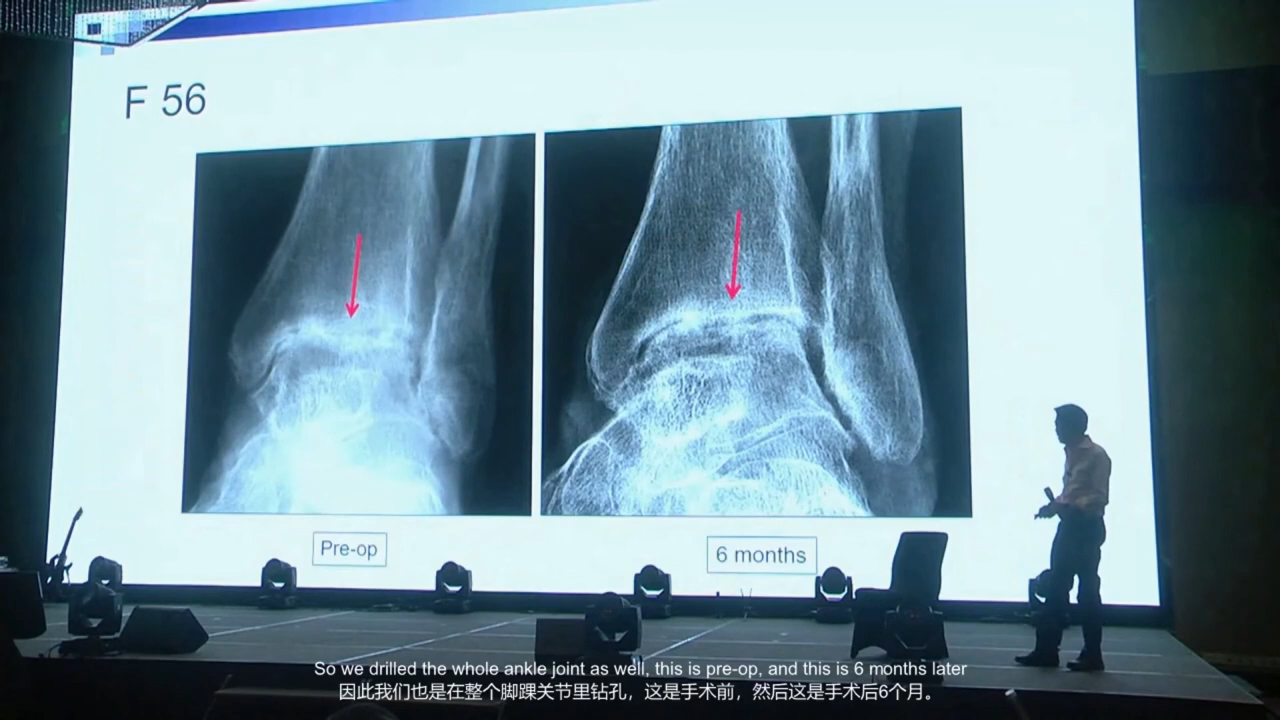 F 56
Pre-op
6 months
So we drilled the whole ankle joint as well, this is pre-op, and this is 6 months later
因此我们也是在整个脚踝关节里钻孔，这是手术前，然后这是手术后6个月。